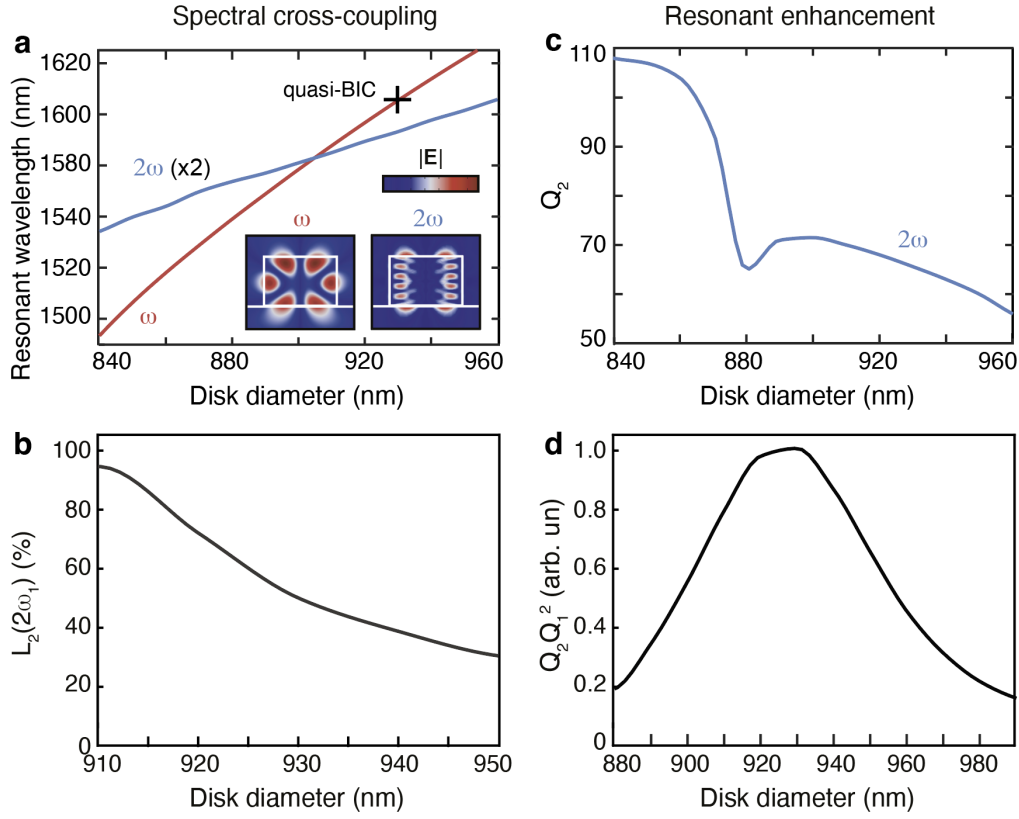 Spectral cross-coupling
Resonant enhancement
a
Resonant wavelength (nm)
1620
1600
1580
1540
1520
1500
quasi-BIC
2ω (x2)
|E|
ω
2ω
ω
840
880
920
960
Disk diameter (nm)
c
Q₂
110
90
70
50
2ω
840
880
920
960
Disk diameter (nm)
b
L₂(2ω₁) (%)
100
80
60
40
20
0
910
920
930
940
950
Disk diameter (nm)
d
Q₂Q₁² (arb. un)
1.0
0.8
0.6
0.4
0.2
0
880
900
920
940
960
980
Disk diameter (nm)